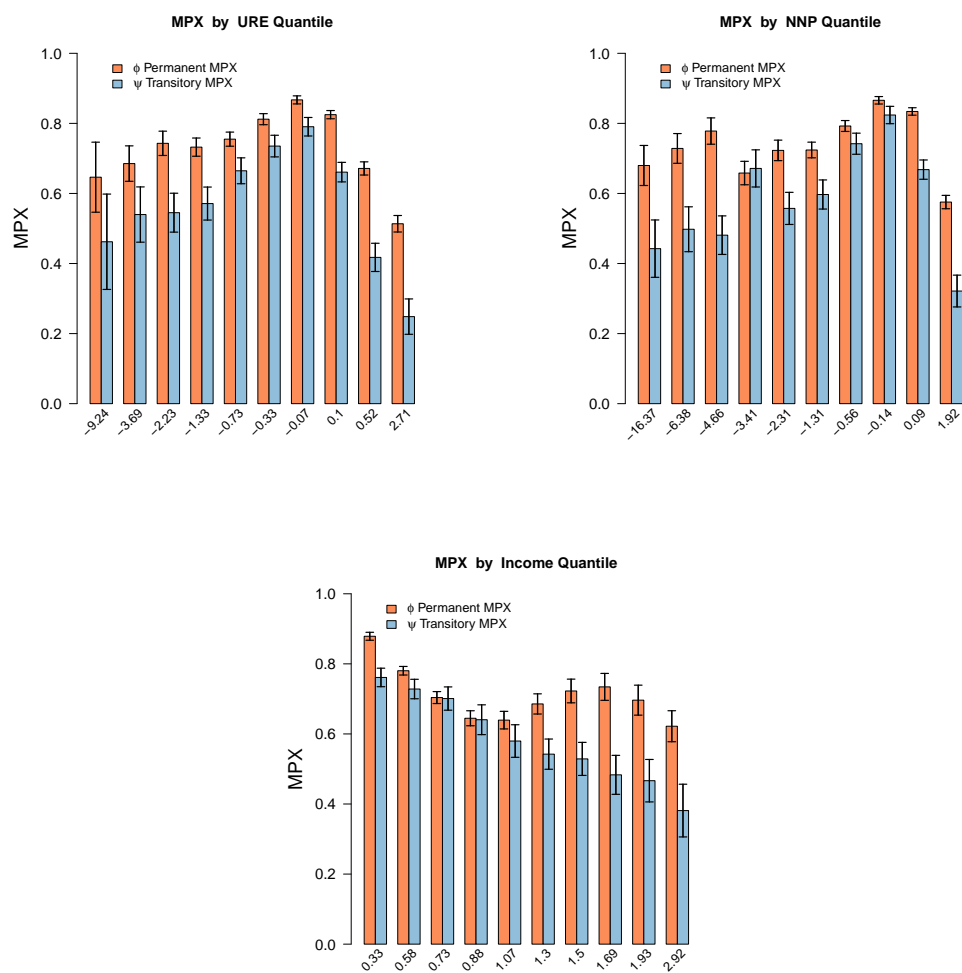 MPX by URE Quantile
MPX
1.0
0.8
0.6
0.4
0.2
0.0
ϕ Permanent MPX
ψ Transitory MPX
−9.24 −3.69 −2.23 −1.33 −0.73 −0.33 −0.07 0.1 0.52 2.71
MPX by NNP Quantile
MPX
1.0
0.8
0.6
0.4
0.2
0.0
ϕ Permanent MPX
ψ Transitory MPX
−16.37 −6.38 −4.66 −3.41 −2.31 −1.31 −0.56 −0.14 0.09 1.92
MPX by Income Quantile
MPX
1.0
0.8
0.6
0.4
0.2
0.0
ϕ Permanent MPX
ψ Transitory MPX
0.33 0.58 0.73 0.88 1.07 1.3 1.5 1.69 1.93 2.92